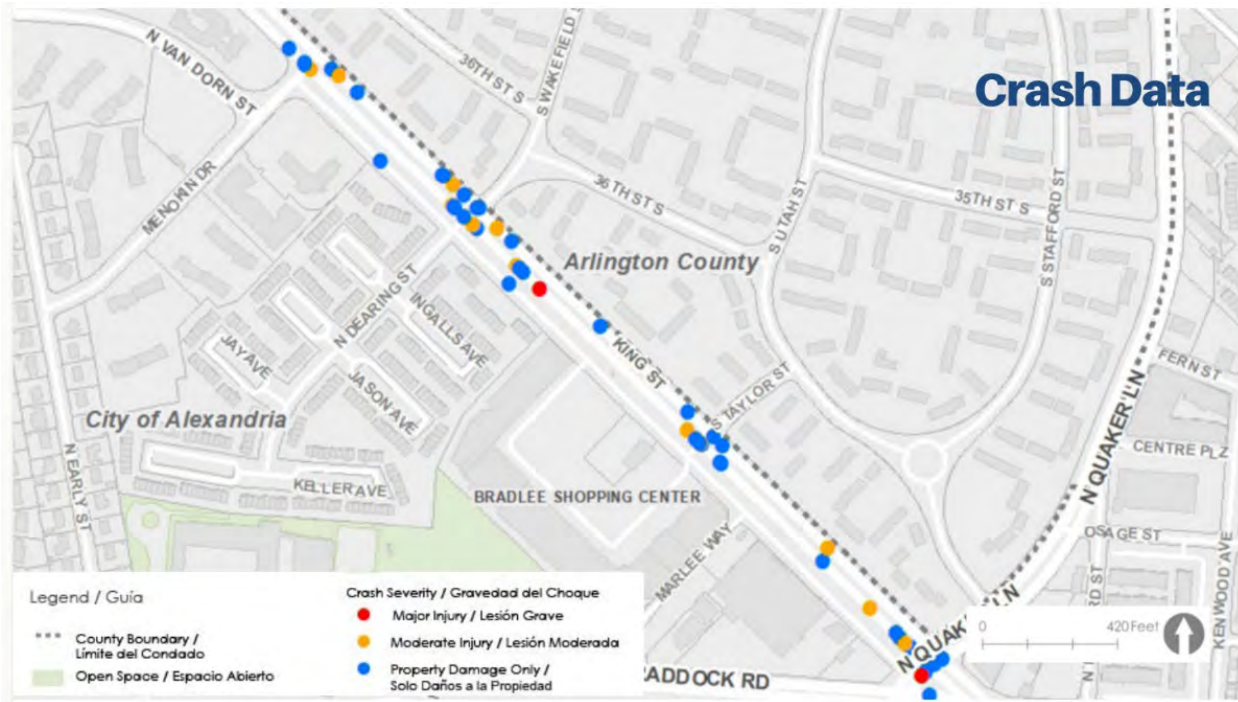 Crash Data
N VAN DORN ST
36TH ST S
S WAKEFIELD
MENOKIN DR
36TH ST S
S UTAH ST
35TH ST S
S STAFFORD ST
Arlington County
N DEARING ST
INGALLS AVE
JAY AVE
JASON AVE
KING ST
S TAYLOR ST
FERN ST
City of Alexandria
N EARLY ST
KELLER AVE
BRADLEE SHOPPING CENTER
N QUAKER LN
CENTRE PLZ
OSAGE ST
MARLEE WAY
KENWOOD AVE
RD ST
N QUAKER LN
ADDOCK RD
N
Legend / Guía
County Boundary /
Límite del Condado
Open Space / Espacio Abierto
Crash Severity / Gravedad del Choque
Major Injury / Lesión Grave
Moderate Injury / Lesión Moderada
Property Damage Only /
Solo Daños a la Propiedad
0 420 Feet